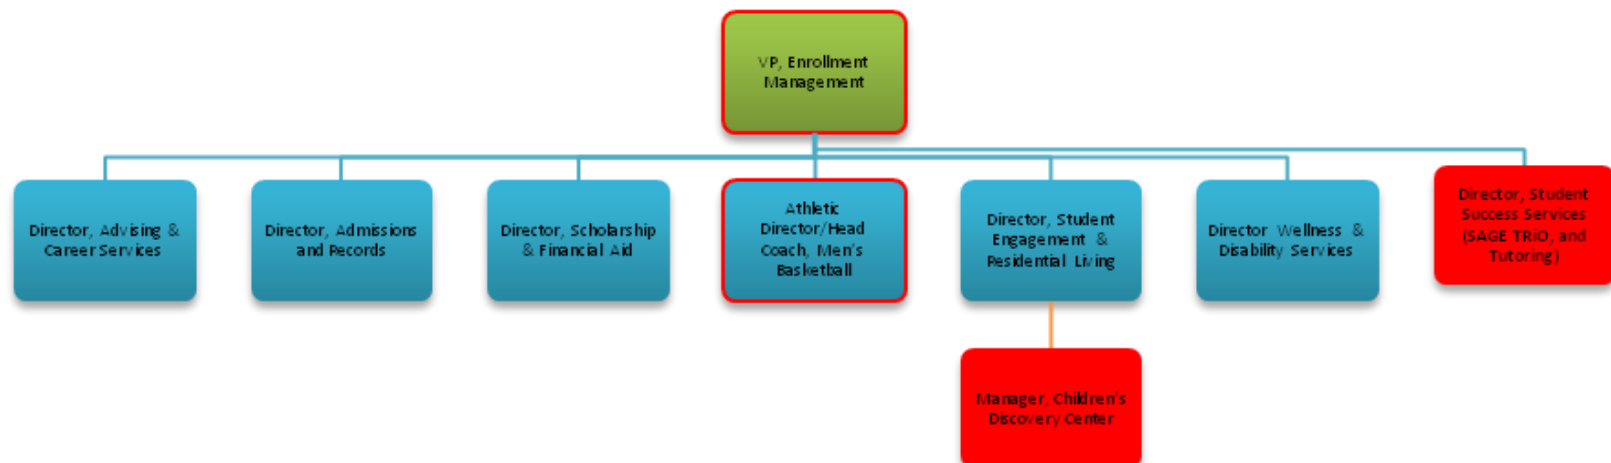 VP, Enrollment
Management
Director, Advising &
Career Services
Director, Admissions
and Records
Director, Scholarship
& Financial Aid
Athletic
Director/Head
Coach, Men's
Basketball
Director, Student
Engagement &
Residential Living
Director Wellness &
Disability Services
Director, Student
Success Services
(SAGE TRiO, and
Tutoring)
Manager, Children's
Discovery Center